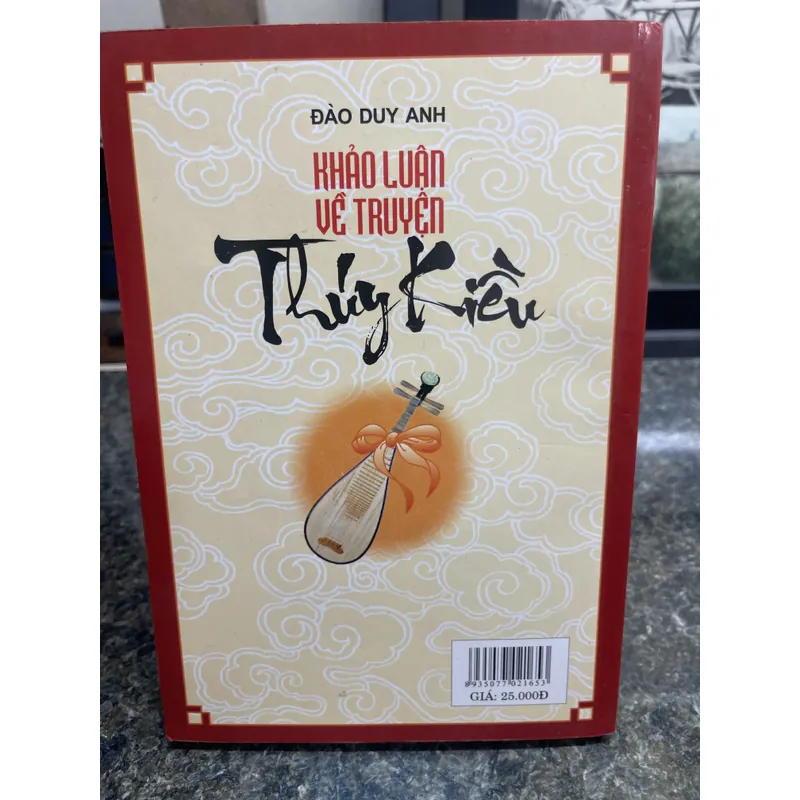 ĐÀO DUY ANH
KHẢO LUẬN
VỀ TRUYỆN
Thúy Kiều
8935077021653
GIÁ: 25.000Đ